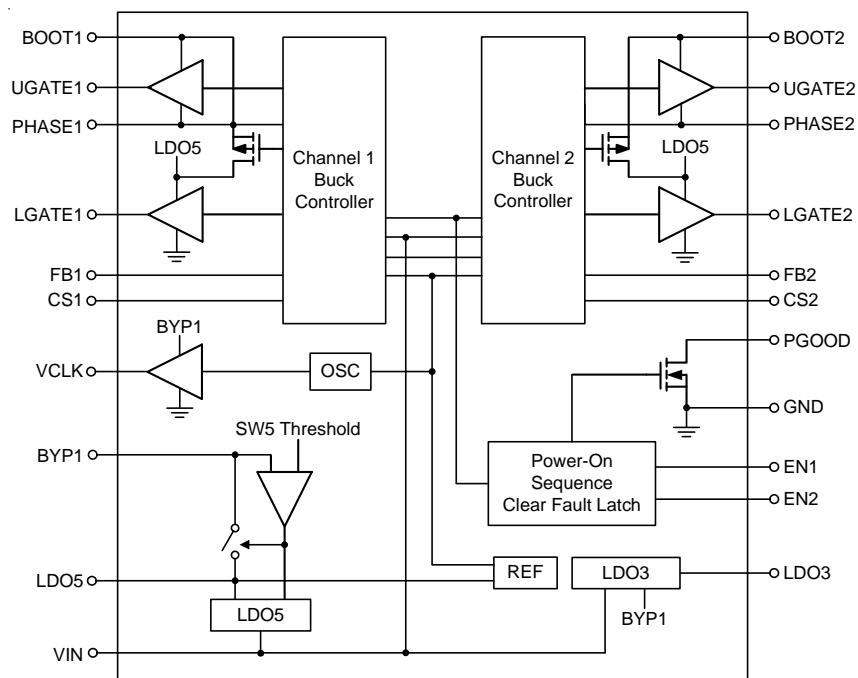 BOOT1
UGATE1
PHASE1
LDO5
LGATE1
FB1
CS1
BYP1
VCLK
OSC
SW5 Threshold
BYP1
LDO5
LDO5
VIN
Channel 1
Buck
Controller
Channel 2
Buck
Controller
BOOT2
UGATE2
PHASE2
LDO5
LGATE2
FB2
CS2
PGOOD
GND
Power-On
Sequence
Clear Fault Latch
EN1
EN2
REF
LDO3
LDO3
BYP1